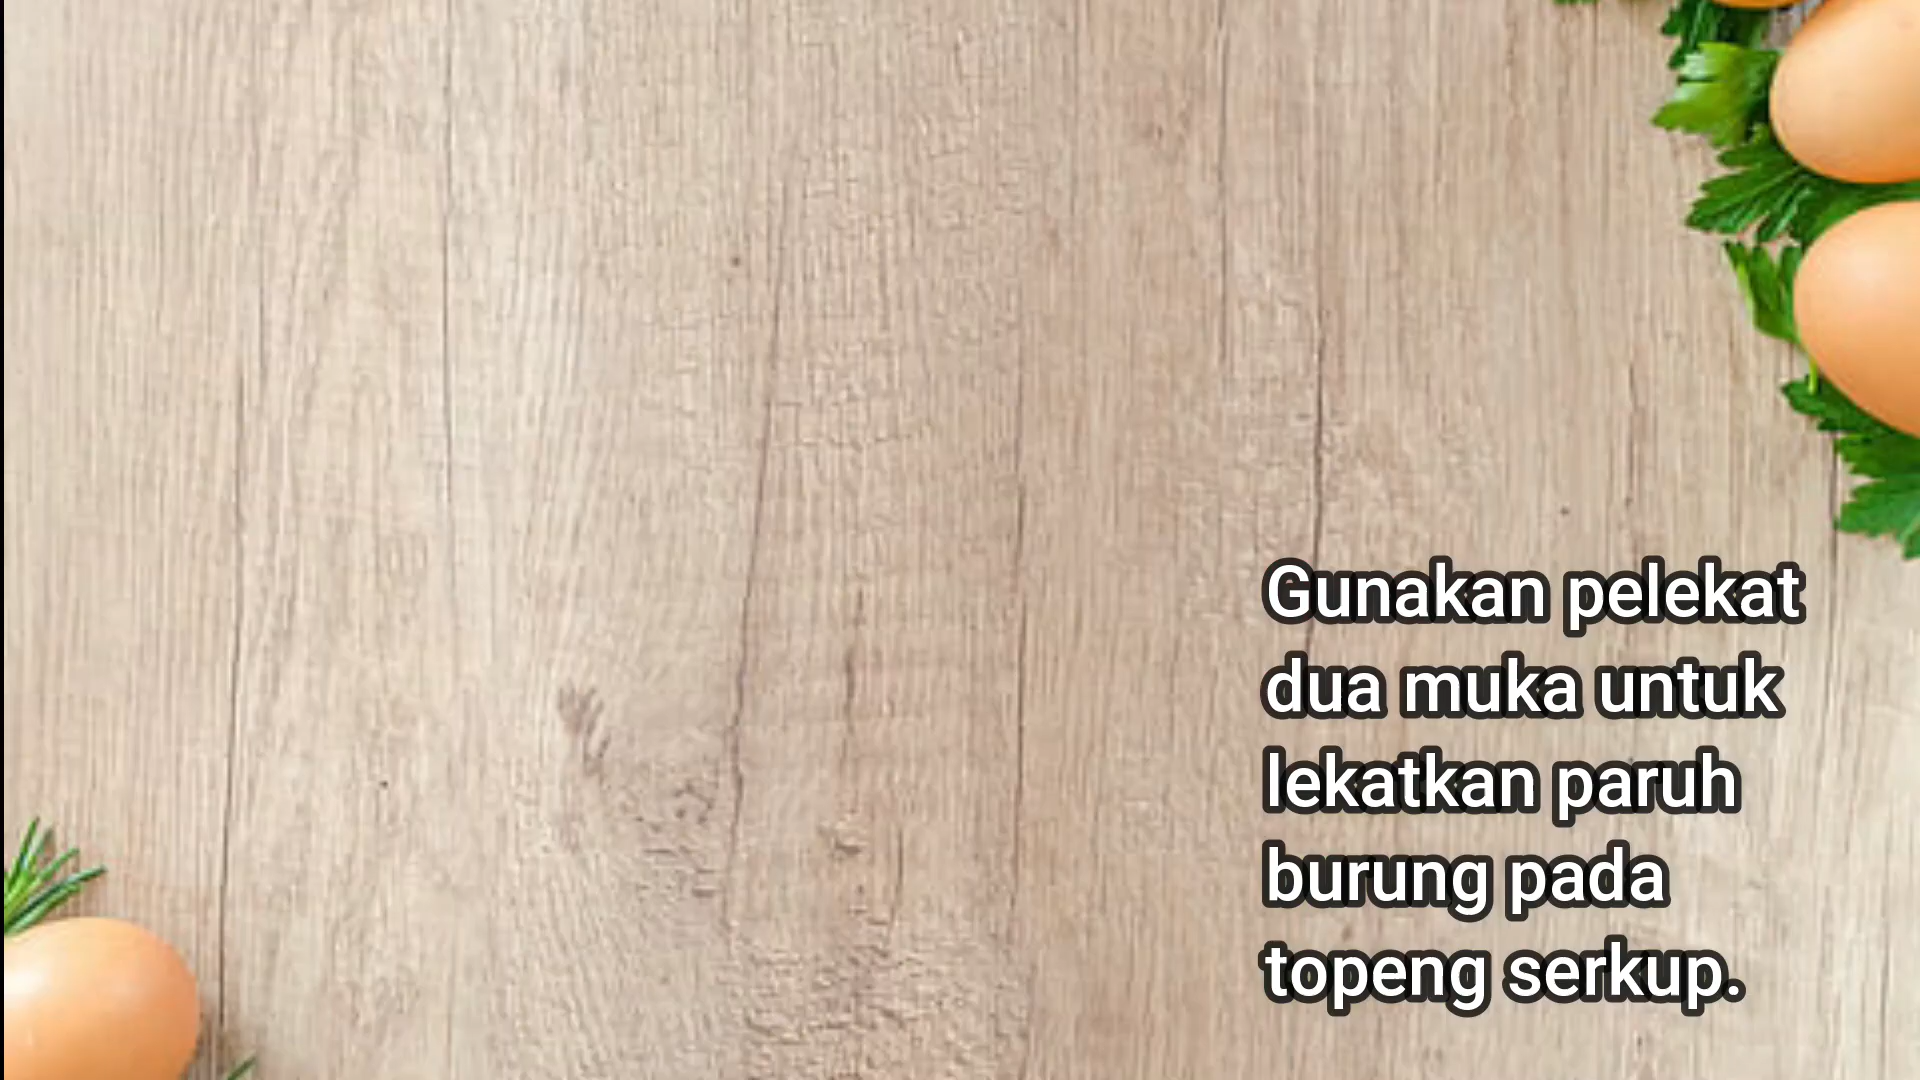 Gunakan pelekat
dua muka untuk
lekatkan paruh
burung pada
topeng serkup.